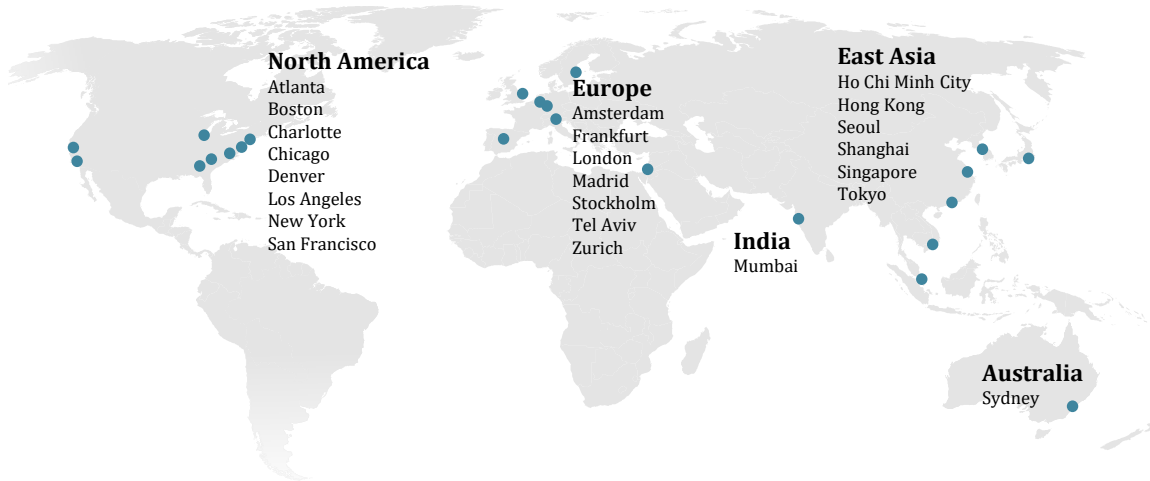 North America
Atlanta
Boston
Charlotte
Chicago
Denver
Los Angeles
New York
San Francisco
Europe
Amsterdam
Frankfurt
London
Madrid
Stockholm
Tel Aviv
Zurich
India
Mumbai
East Asia
Ho Chi Minh City
Hong Kong
Seoul
Shanghai
Singapore
Tokyo
Australia
Sydney